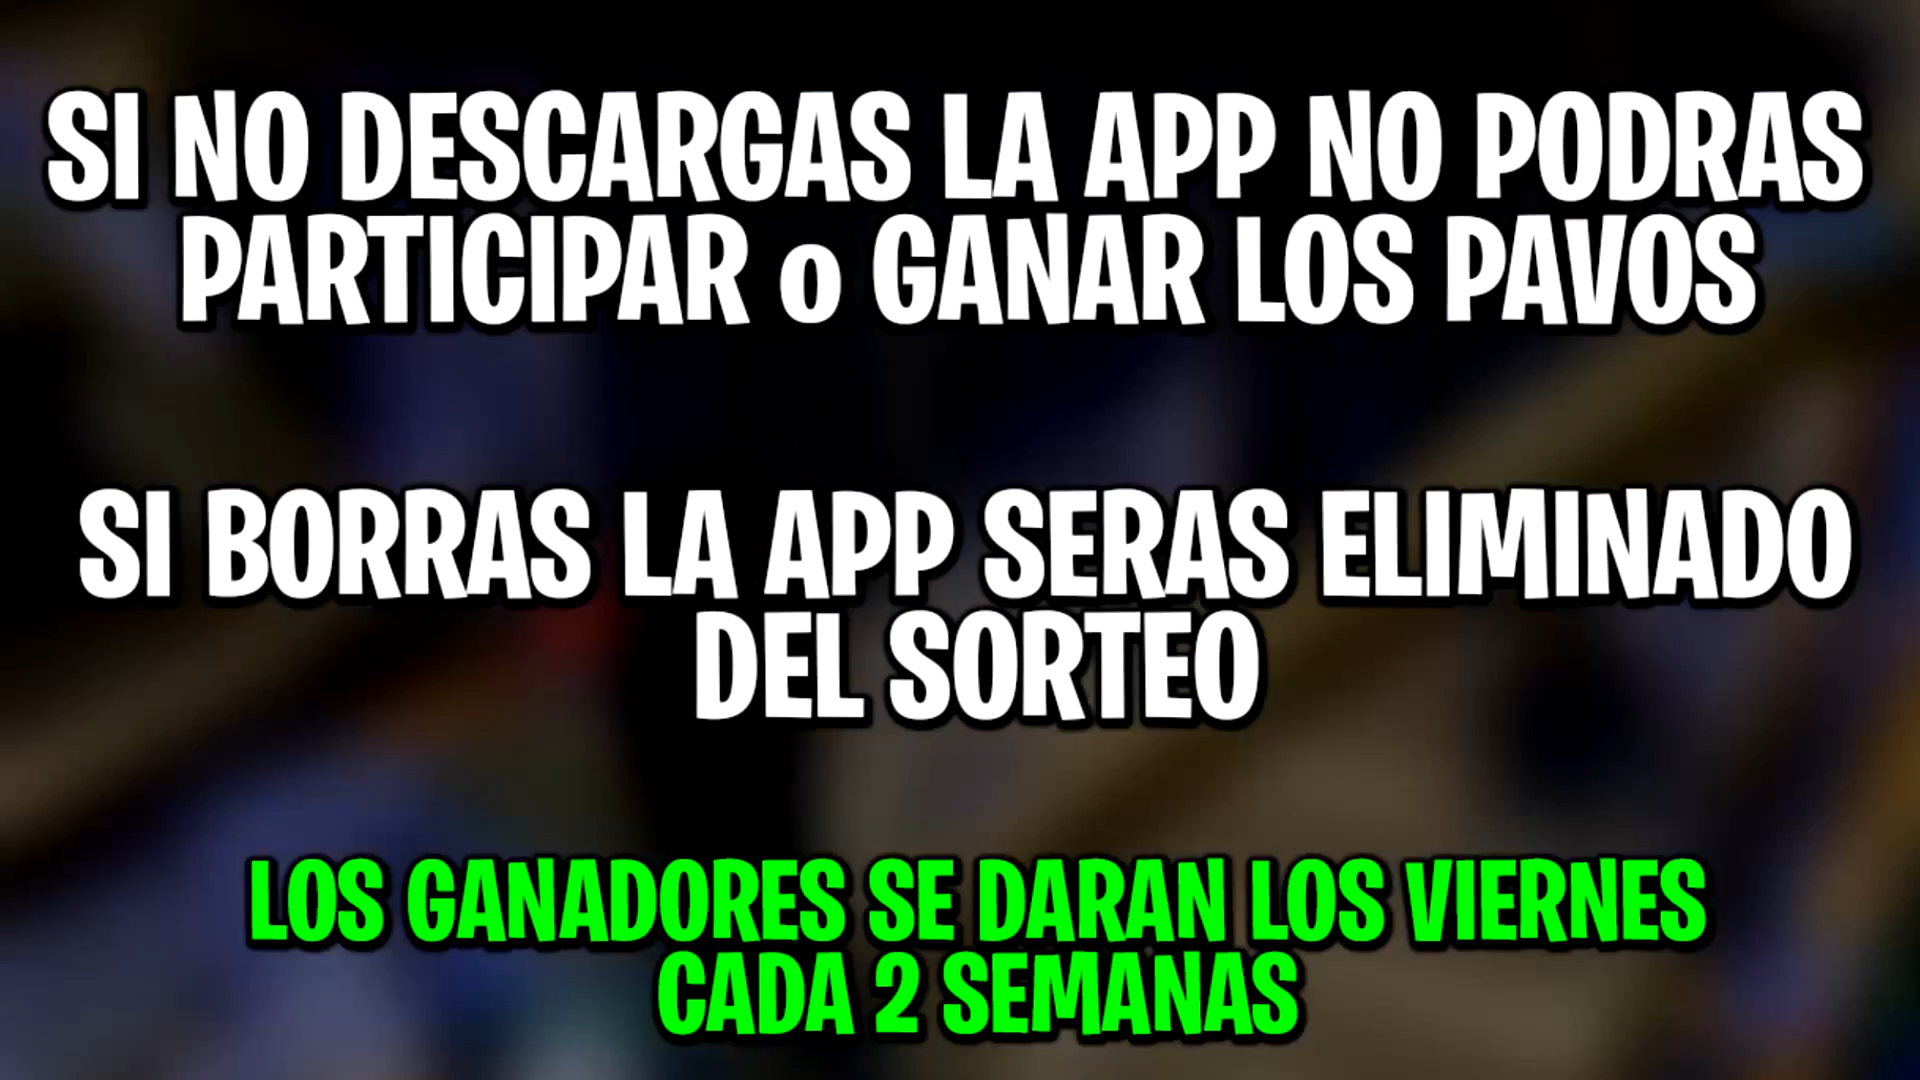 SI NO DESCARGAS LA APP NO PODRAS
PARTICIPAR o GANAR LOS PAVOS
SI BORRAS LA APP SERAS ELIMINADO
DEL SORTEO
LOS GANADORES SE DARAN LOS VIERNES
CADA 2 SEMANAS